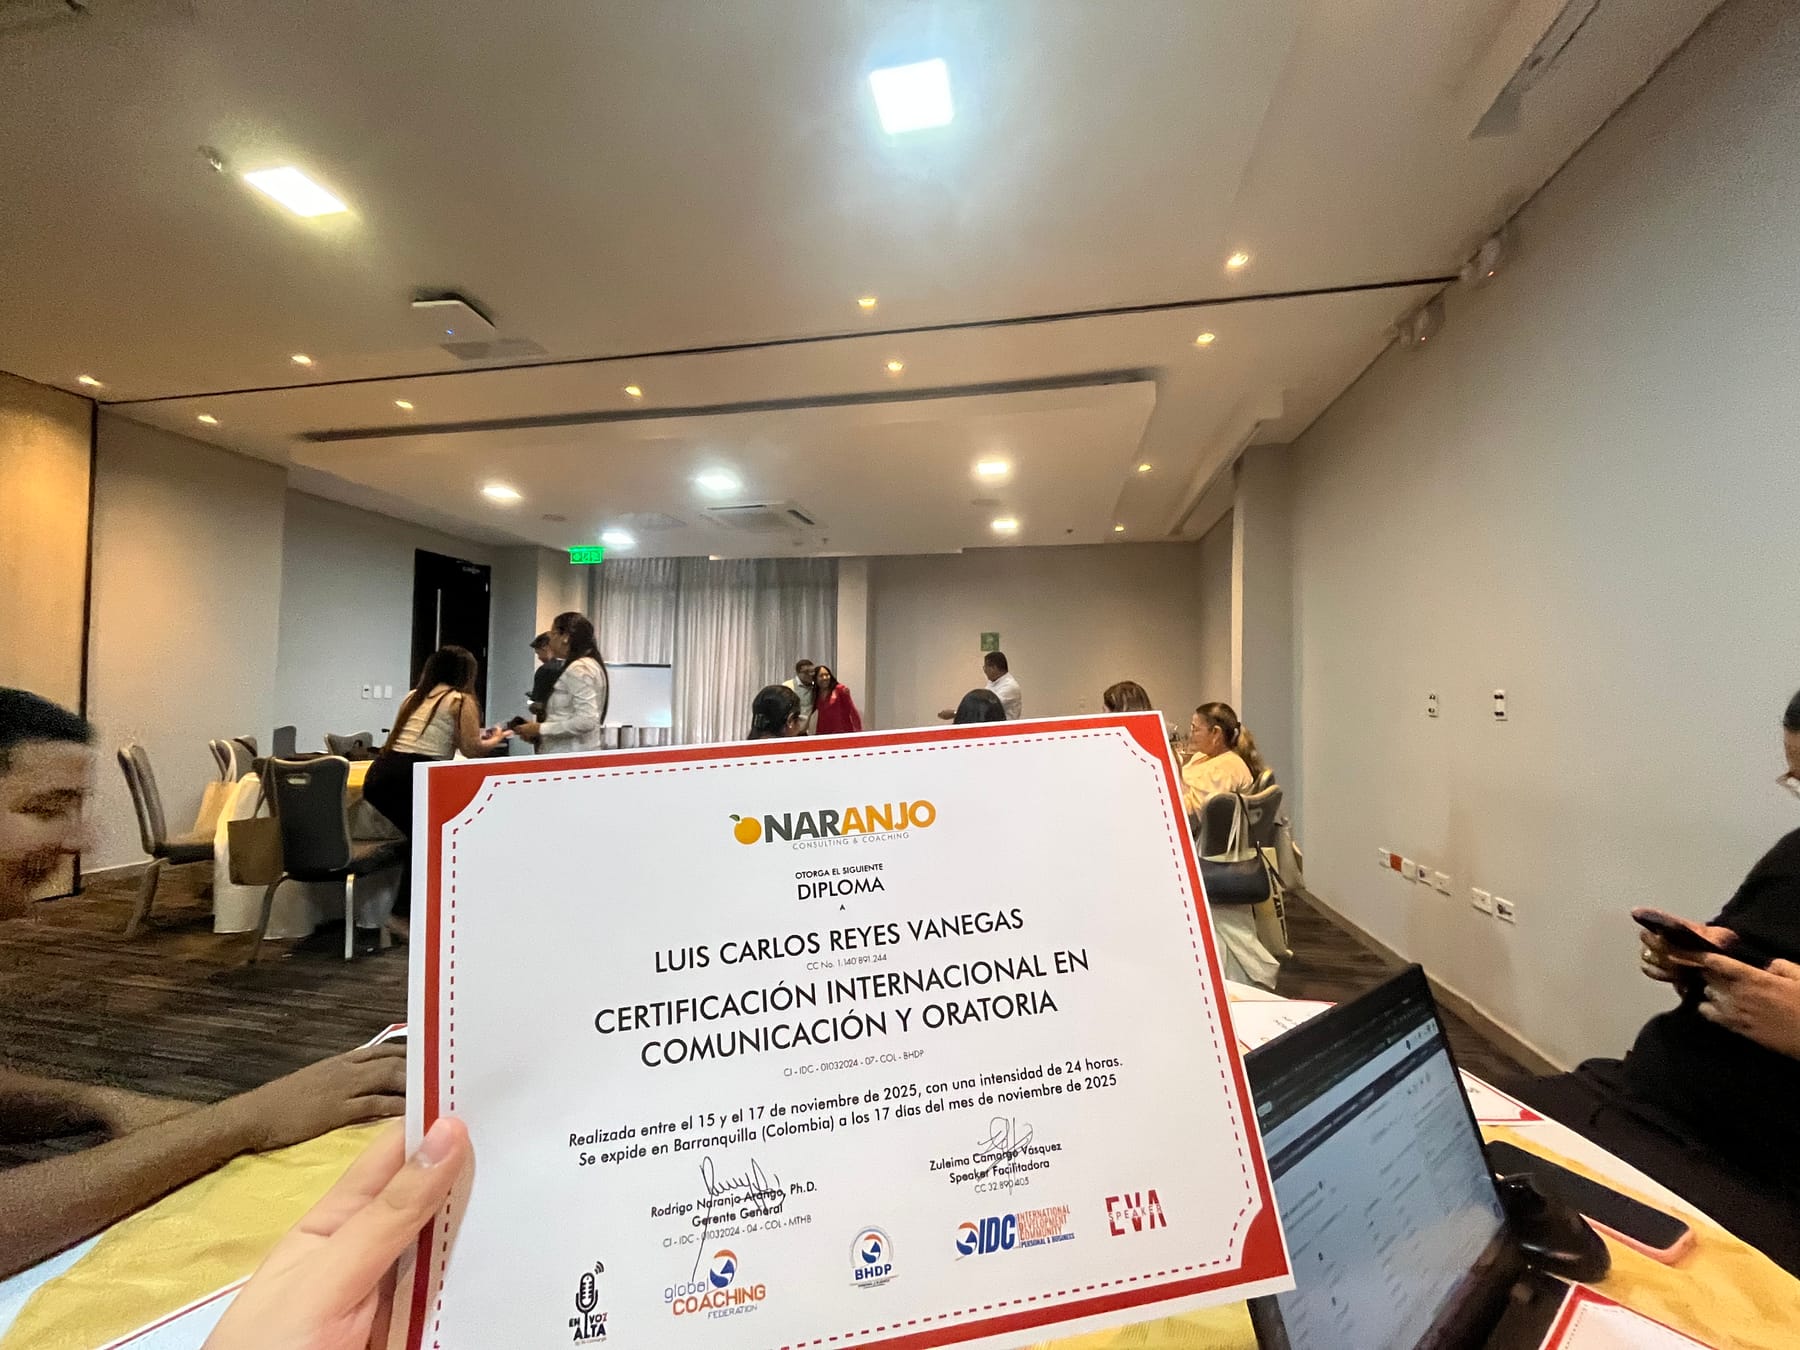 NARANJO
CONSULTING & COACHING
OTORGA EL SIGUIENTE
DIPLOMA
A
LUIS CARLOS REYES VANEGAS
CC No. 1.140'891.244
CERTIFICACIÓN INTERNACIONAL EN
COMUNICACIÓN Y ORATORIA
CI - IDC - 01032024 - 07 - COL - BHDP
Realizada entre el 15 y el 17 de noviembre de 2025, con una intensidad de 24 horas.
Se expide en Barranquilla (Colombia) a los 17 días del mes de noviembre de 2025
Rodrigo Naranjo Arango, Ph.D.
Gerente General
CI - IDC - 01032024 - 04 - COL - MTHB
Zuleima Camargo Vásquez
Speaker Facilitadora
CC 32.890.403
EN VOZ
ALTA
global
COACHING
FEDERATION
BHDP
IDC
INTERNATIONAL
DEVELOPMENT
COMMUNITY
PERSONAL & BUSINESS
EVA
SPEAKER